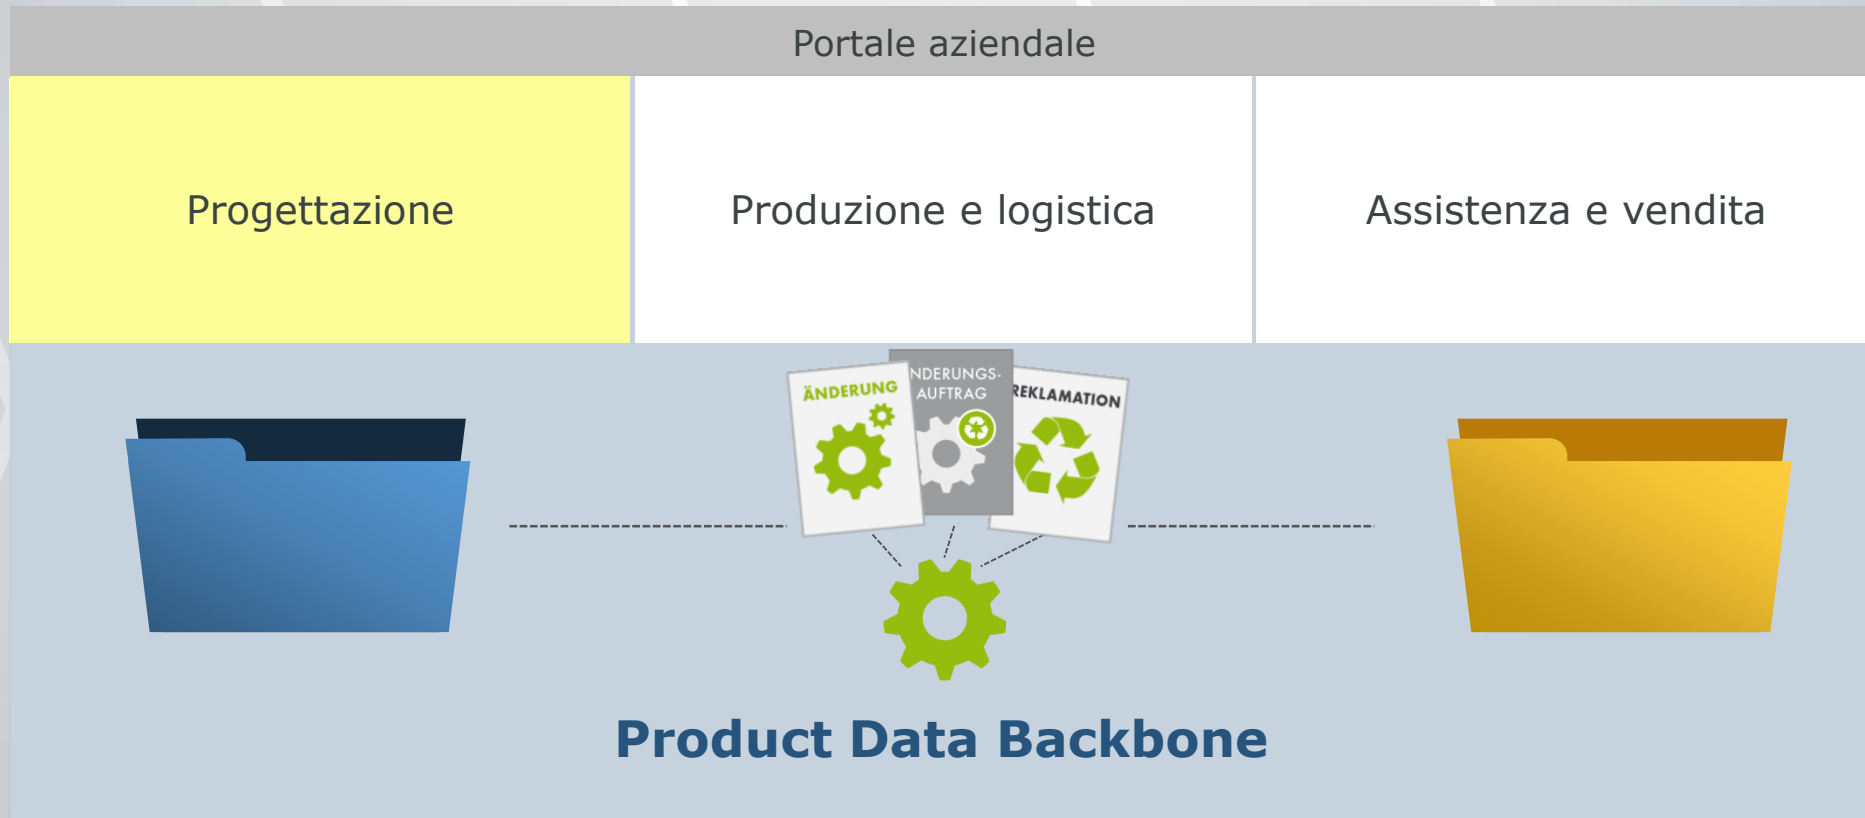 Portale aziendale
Progettazione
Produzione e logistica
Assistenza e vendita
ÄNDERUNG
NDERUNGS-
AUFTRAG
REKLAMATION
Product Data Backbone